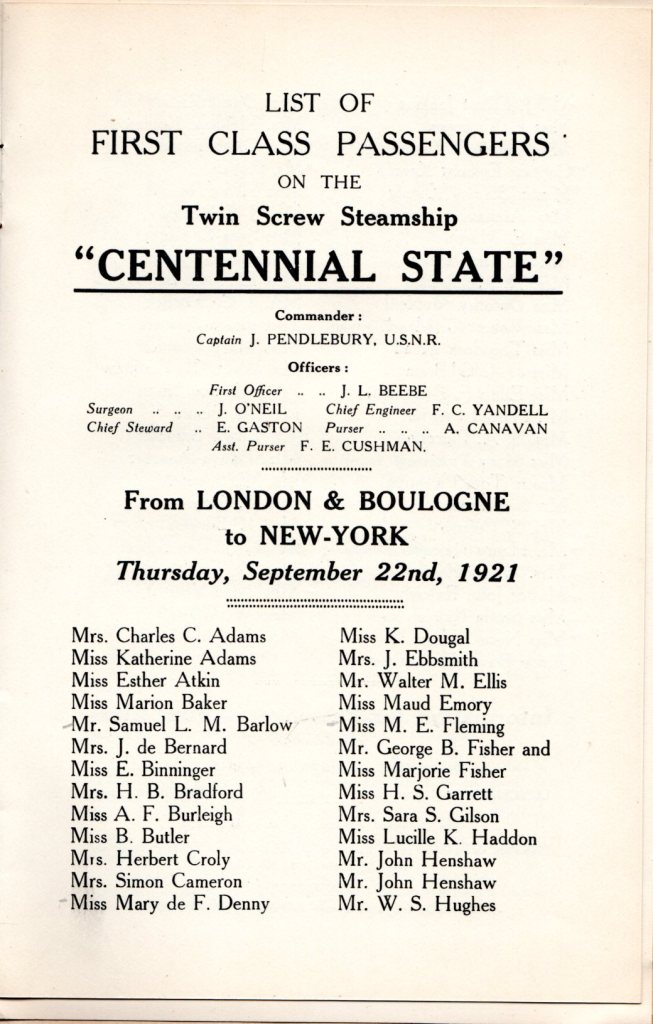 LIST OF
FIRST CLASS PASSENGERS
ON THE
Twin Screw Steamship
"CENTENNIAL STATE"
Commander :
Captain J. PENDLEBURY, U.S.N.R.
Officers :
First Officer .. .. J. L. BEEBE
Surgeon .. .. .. J. O'NEIL Chief Engineer F. C. YANDELL
Chief Steward .. E. GASTON Purser .. .. .. A. CANAVAN
Asst. Purser F. E. CUSHMAN.
From LONDON & BOULOGNE
to NEW-YORK
Thursday, September 22nd, 1921
Mrs. Charles C. Adams
Miss Katherine Adams
Miss Esther Atkin
Miss Marion Baker
Mr. Samuel L. M. Barlow
Mrs. J. de Bernard
Miss E. Binninger
Mrs. H. B. Bradford
Miss A. F. Burleigh
Miss B. Butler
Mrs. Herbert Croly
Mrs. Simon Cameron
Miss Mary de F. Denny
Miss K. Dougal
Mrs. J. Ebbsmith
Mr. Walter M. Ellis
Miss Maud Emory
Miss M. E. Fleming
Mr. George B. Fisher and
Miss Marjorie Fisher
Miss H. S. Garrett
Mrs. Sara S. Gilson
Miss Lucille K. Haddon
Mr. John Henshaw
Mr. John Henshaw
Mr. W. S. Hughes